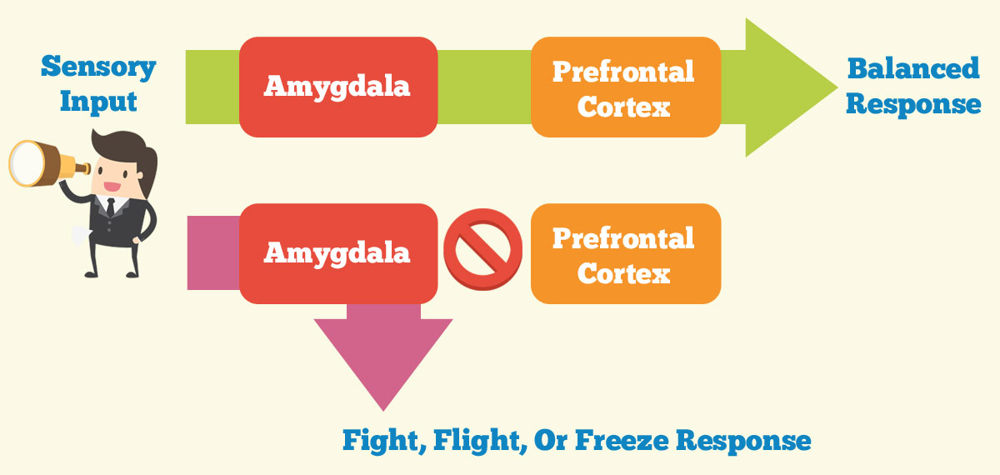 Sensory
Input
Amygdala
Prefrontal
Cortex
Balanced
Response
Amygdala
Prefrontal
Cortex
Fight, Flight, Or Freeze Response